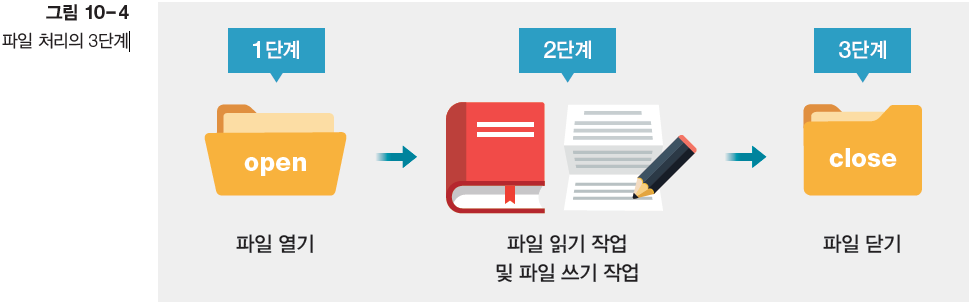 그림 10-4
파일 처리의 3단계
1단계
2단계
3단계
open
close
파일 열기
파일 읽기 작업
및 파일 쓰기 작업
파일 닫기